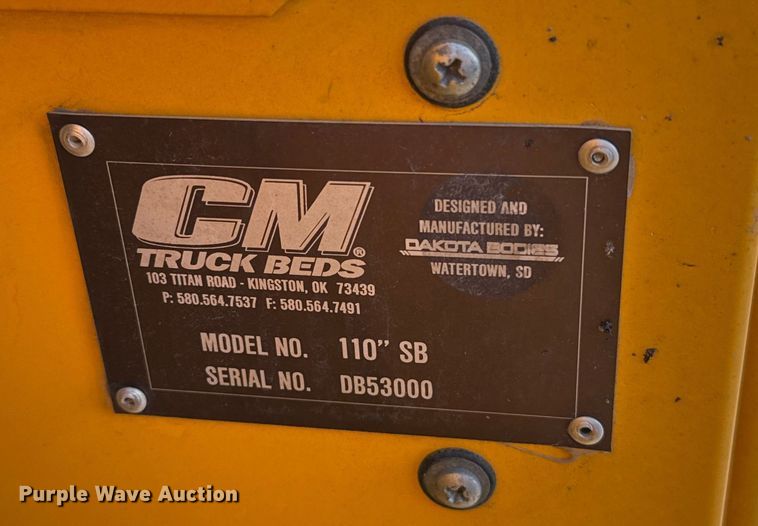 CM®
TRUCK BEDS
103 TITAN ROAD - KINGSTON, OK 73439
P: 580.564.7537 F: 580.564.7491
DESIGNED AND
MANUFACTURED BY:
DAKOTA BODIES
WATERTOWN, SD
MODEL NO. 110" SB
SERIAL NO. DB53000
Purple Wave Auction